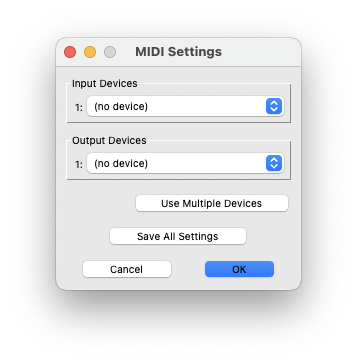 MIDI Settings
Input Devices
1: (no device)
Output Devices
1: (no device)
Use Multiple Devices
Save All Settings
Cancel OK